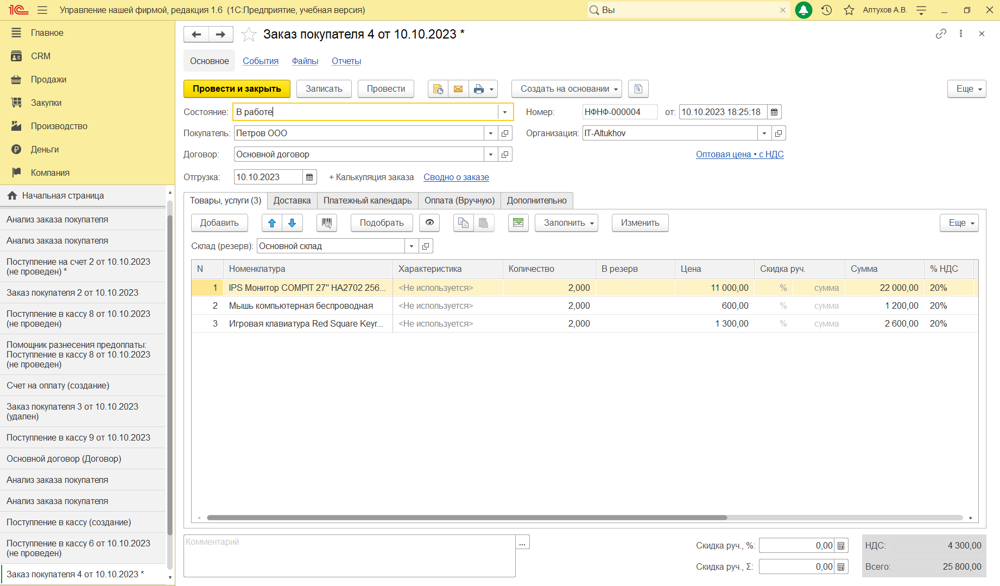 1С Управление нашей фирмой, редакция 1.6 (1С:Предприятие, учебная версия) Вы Алтухов А.В.
Главное
CRM
Продажи
Закупки
Производство
Деньги
Компания
Начальная страница
Анализ заказа покупателя
Анализ заказа покупателя
Поступление на счет 2 от 10.10.2023
(не проведен) *
Заказ покупателя 2 от 10.10.2023
Поступление в кассу 8 от 10.10.2023
(не проведен)
Помощник разнесения предоплаты:
Поступление в кассу 8 от 10.10.2023
(не проведен)
Счет на оплату (создание)
Заказ покупателя 3 от 10.10.2023
(удален)
Поступление в кассу 9 от 10.10.2023
Основной договор (Договор)
Анализ заказа покупателя
Анализ заказа покупателя
Поступление в кассу (создание)
Поступление в кассу 6 от 10.10.2023
(не проведен)
Заказ покупателя 4 от 10.10.2023 *
Заказ покупателя 4 от 10.10.2023 *
Основное События Файлы Отчеты
Провести и закрыть Записать Провести Создать на основании Еще
Состояние: В работе Номер: НФНФ-000004 от: 10.10.2023 18:25:18
Покупатель: Петров ООО Организация: IT-Altukhov
Договор: Основной договор Оптовая цена • с НДС
Отгрузка: 10.10.2023 + Калькуляция заказа Сводно о заказе
Товары, услуги (3) Доставка Платежный календарь Оплата (Вручную) Дополнительно
Добавить Подобрать Заполнить Изменить Еще
Склад (резерв): Основной склад
N Номенклатура Характеристика Количество В резерв Цена Скидка руч. Сумма % НДС
1 IPS Монитор COMPIT 27" HA2702 256... <Не используется> 2,000 11 000,00 % сумма 22 000,00 20%
2 Мышь компьютерная беспроводная <Не используется> 2,000 600,00 % сумма 1 200,00 20%
3 Игровая клавиатура Red Square Keyr... <Не используется> 2,000 1 300,00 % сумма 2 600,00 20%
Комментарий ...
Скидка руч., %: 0,00 НДС: 4 300,00
Скидка руч., Σ: 0,00 Всего: 25 800,00